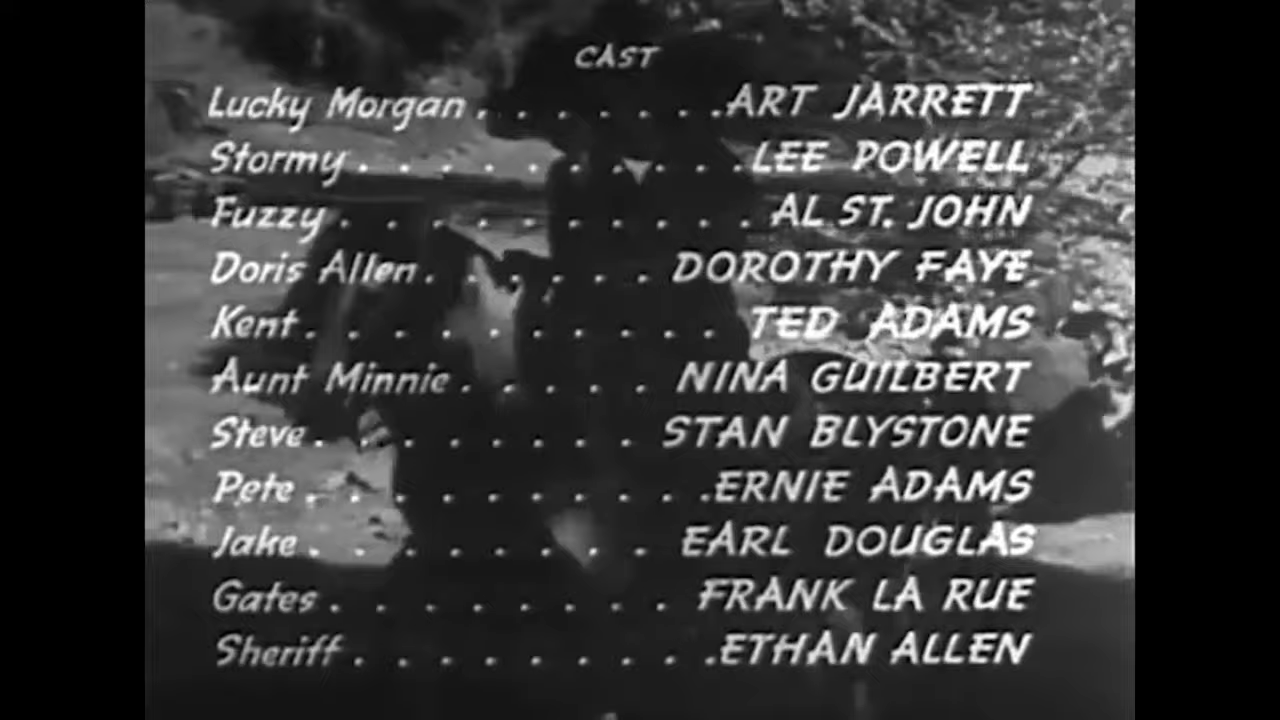 CAST
Lucky Morgan . . . . . . . ART JARRETT
Stormy . . . . . . . . . . LEE POWELL
Fuzzy . . . . . . . . . . AL ST. JOHN
Doris Allen . . . . . . DOROTHY FAYE
Kent . . . . . . . . . . TED ADAMS
Aunt Minnie . . . . . NINA GUILBERT
Steve . . . . . . . . STAN BLYSTONE
Pete . . . . . . . . . . ERNIE ADAMS
Jake . . . . . . . . EARL DOUGLAS
Gates . . . . . . . . FRANK LA RUE
Sheriff . . . . . . . . . ETHAN ALLEN